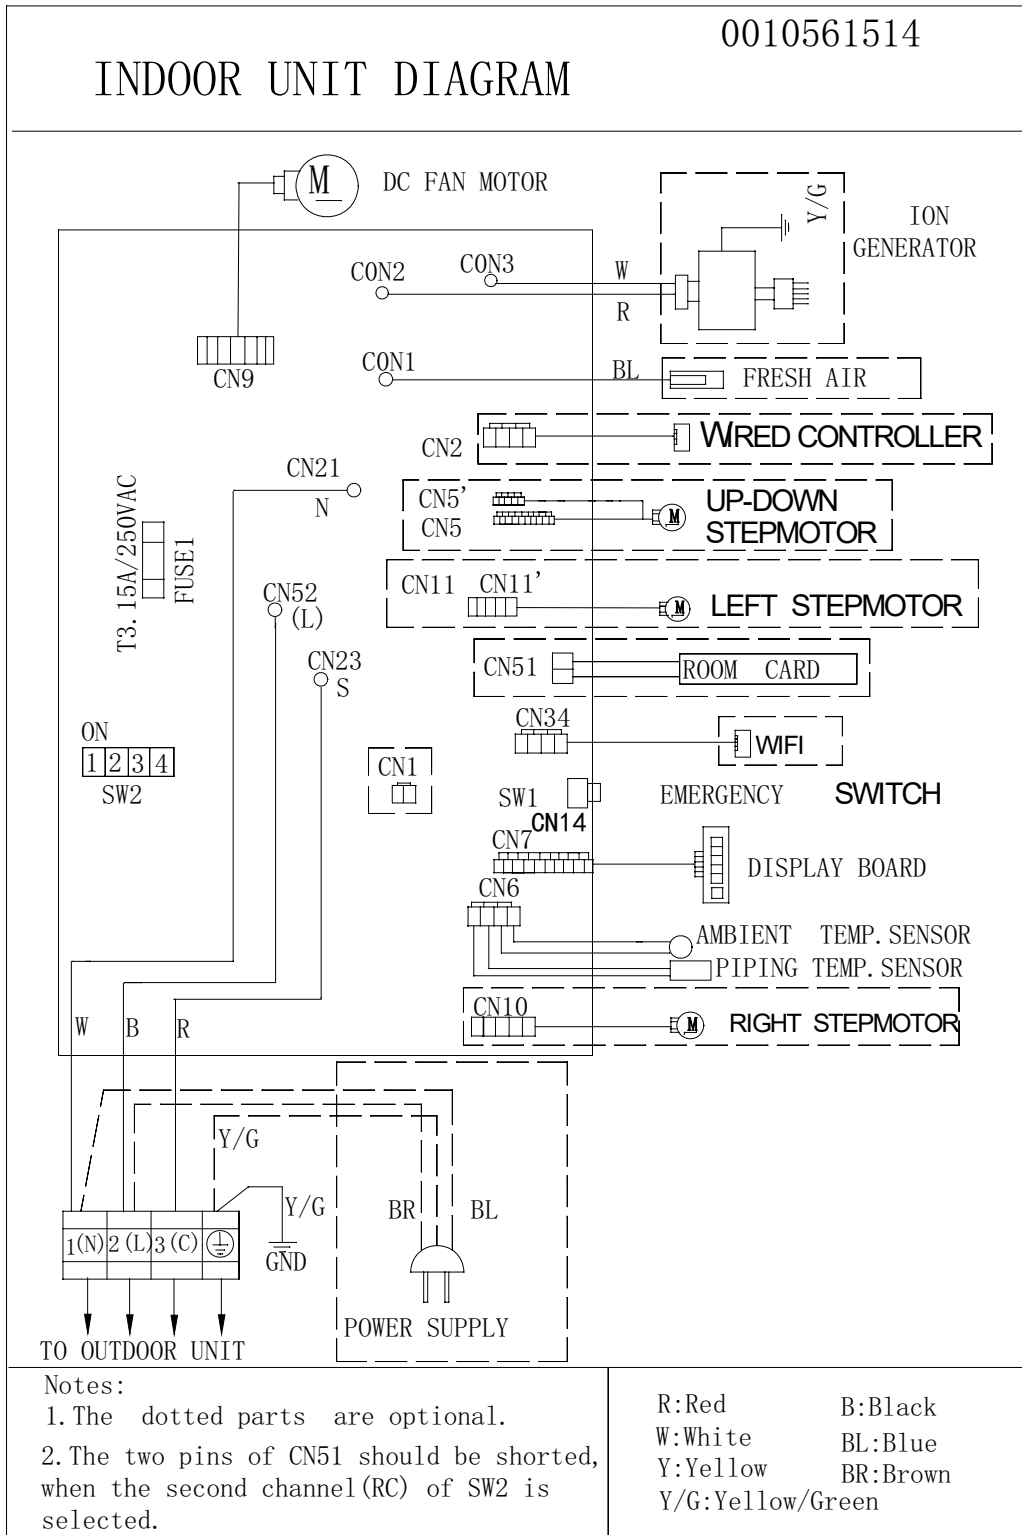 0010561514
INDOOR UNIT DIAGRAM
M
DC FAN MOTOR
Y/G
ION
GENERATOR
CON2
CON3
W
R
CN9
CON1
BL
FRESH AIR
CN2
WIRED CONTROLLER
CN21
N
CN5'
CN5
M
UP-DOWN
STEPMOTOR
T3.15A/250VAC
FUSE1
CN11
CN11'
M
LEFT STEPMOTOR
CN52
(L)
CN51
ROOM CARD
CN23
S
CN34
WIFI
ON
1 2 3 4
SW2
CN1
SW1
CN14
EMERGENCY SWITCH
CN7
DISPLAY BOARD
CN6
AMBIENT TEMP.SENSOR
PIPING TEMP.SENSOR
CN10
M
RIGHT STEPMOTOR
W
B
R
Y/G
Y/G
BR
BL
1(N) 2(L) 3(C)
GND
POWER SUPPLY
TO OUTDOOR UNIT
Notes:
1.The dotted parts are optional.
2.The two pins of CN51 should be shorted,
when the second channel(RC) of SW2 is
selected.
R:Red
B:Black
W:White
BL:Blue
Y:Yellow
BR:Brown
Y/G:Yellow/Green